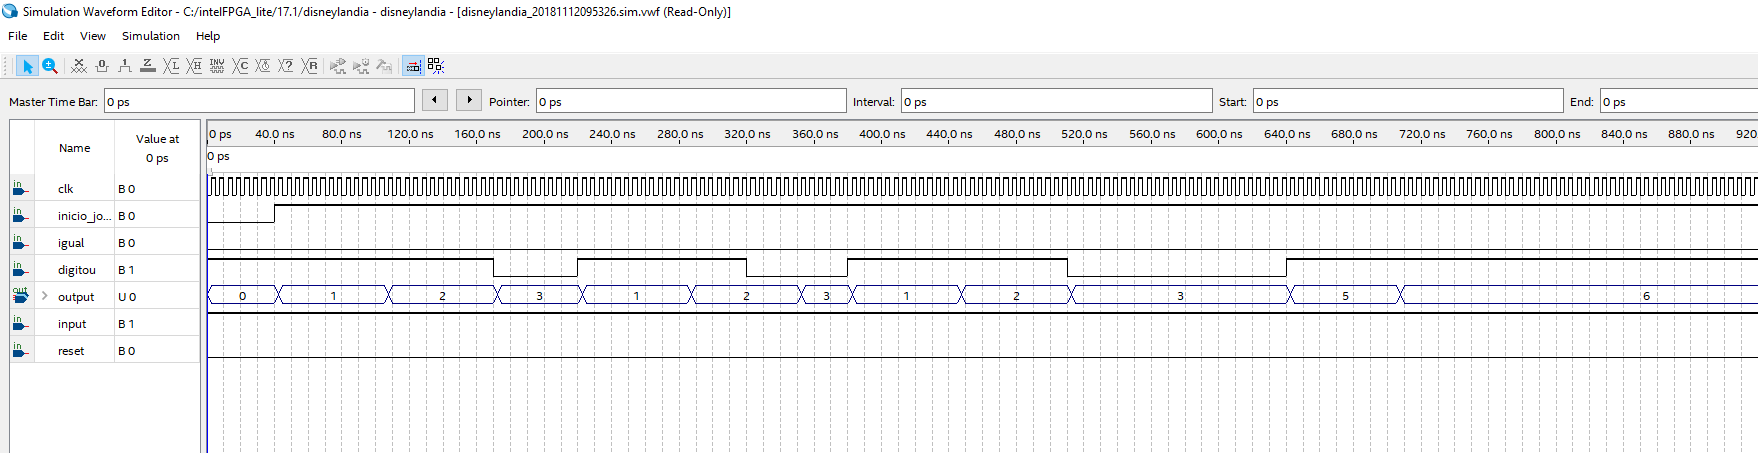 Simulation Waveform Editor - C:/intelFPGA_lite/17.1/disneylandia - disneylandia - [disneylandia_20181112095326.sim.vwf (Read-Only)]
File Edit View Simulation Help
Master Time Bar: 0 ps Pointer: 0 ps Interval: 0 ps Start: 0 ps End: 0 ps
Name Value at 0 ps
0 ps 40.0 ns 80.0 ns 120.0 ns 160.0 ns 200.0 ns 240.0 ns 280.0 ns 320.0 ns 360.0 ns 400.0 ns 440.0 ns 480.0 ns 520.0 ns 560.0 ns 600.0 ns 640.0 ns 680.0 ns 720.0 ns 760.0 ns 800.0 ns 840.0 ns 880.0 ns 920.
0 ps
in clk B 0
in inicio_jo... B 0
in igual B 0
in digitou B 1
out output U 0 0 1 2 3 1 2 3 1 2 3 5 6
in input B 1
in reset B 0